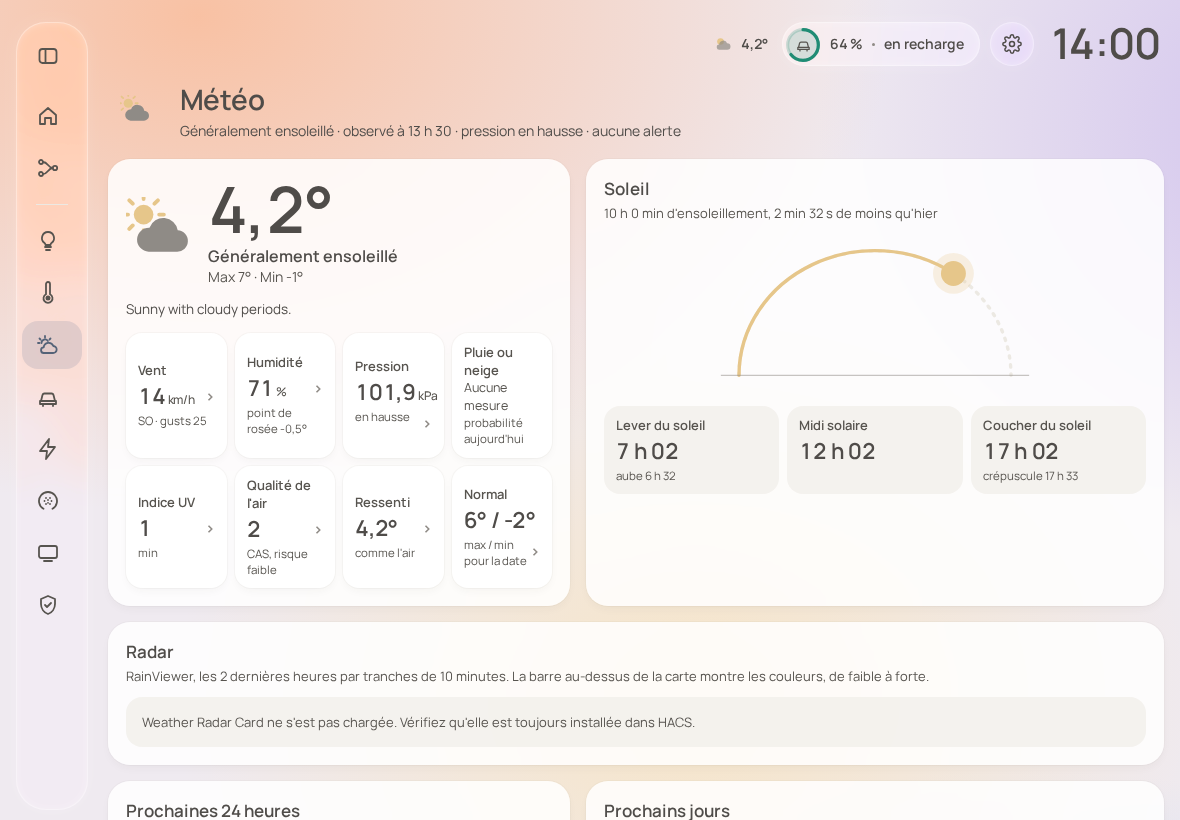 4,2°
64 % • en recharge
14:00
Météo
Généralement ensoleillé · observé à 13 h 30 · pression en hausse · aucune alerte
4,2°
Généralement ensoleillé
Max 7° · Min -1°
Sunny with cloudy periods.
Vent
14 km/h
SO · gusts 25
Humidité
71 %
point de
rosée -0,5°
Pression
101,9 kPa
en hausse
Pluie ou
neige
Aucune
mesure
probabilité
aujourd'hui
Indice UV
1
min
Qualité de
l'air
2
CAS, risque
faible
Ressenti
4,2°
comme l'air
Normal
6° / -2°
max / min
pour la date
Soleil
10 h 0 min d'ensoleillement, 2 min 32 s de moins qu'hier
Lever du soleil
7 h 02
aube 6 h 32
Midi solaire
12 h 02
Coucher du soleil
17 h 02
crépuscule 17 h 33
Radar
RainViewer, les 2 dernières heures par tranches de 10 minutes. La barre au-dessus de la carte montre les couleurs, de faible à forte.
Weather Radar Card ne s'est pas chargée. Vérifiez qu'elle est toujours installée dans HACS.
Prochaines 24 heures
Prochains jours